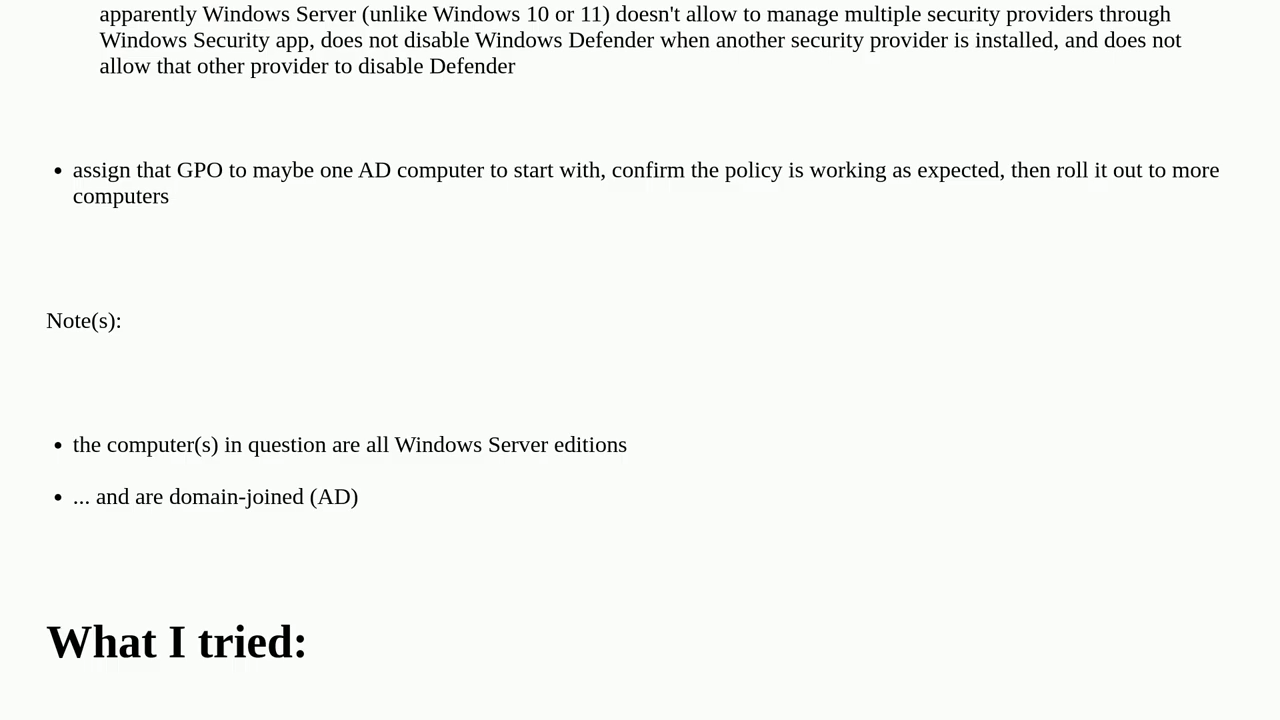 apparently Windows Server (unlike Windows 10 or 11) doesn't allow to manage multiple security providers through
Windows Security app, does not disable Windows Defender when another security provider is installed, and does not
allow that other provider to disable Defender
• assign that GPO to maybe one AD computer to start with, confirm the policy is working as expected, then roll it out to more
computers
Note(s):
• the computer(s) in question are all Windows Server editions
• ... and are domain-joined (AD)
What I tried: